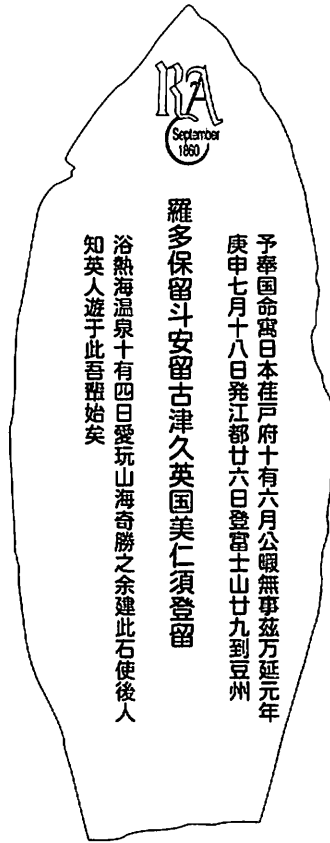 RA
September
1860
予奉国命寓日本荏戸府十有六月公暇無事茲万延元年
庚申七月十八日発江都廿六日登富士山廿九到豆州
羅多保留斗安留古津久英国美仁須登留
浴熱海温泉十有四日愛玩山海奇勝之余建此石使後人
知英人遊于此吾輩始矣